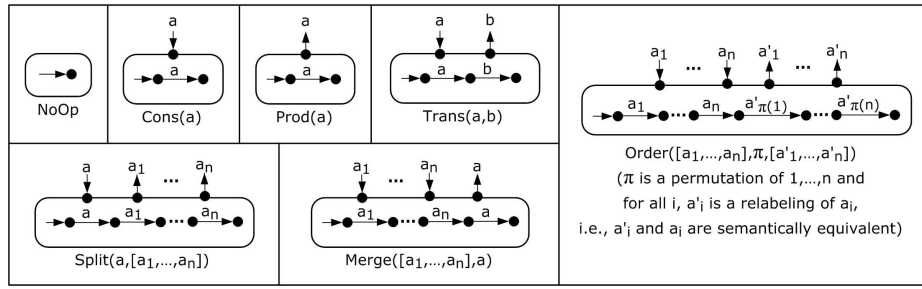 NoOp
a
a
Cons(a)
a
a
Prod(a)
a b
a b
Trans(a,b)
a₁ ... aₙ a'₁ ... a'ₙ
a₁ ... aₙ a'π(1) ... a'π(n)
Order([a₁,...,aₙ],π,[a'₁,...,a'ₙ])
(π is a permutation of 1,...,n and
for all i, a'ᵢ is a relabeling of aᵢ,
i.e., a'ᵢ and aᵢ are semantically equivalent)
a a₁ ... aₙ
a a₁ ... aₙ
Split(a,[a₁,...,aₙ])
a₁ ... aₙ a
a₁ ... aₙ a
Merge([a₁,...,aₙ],a)